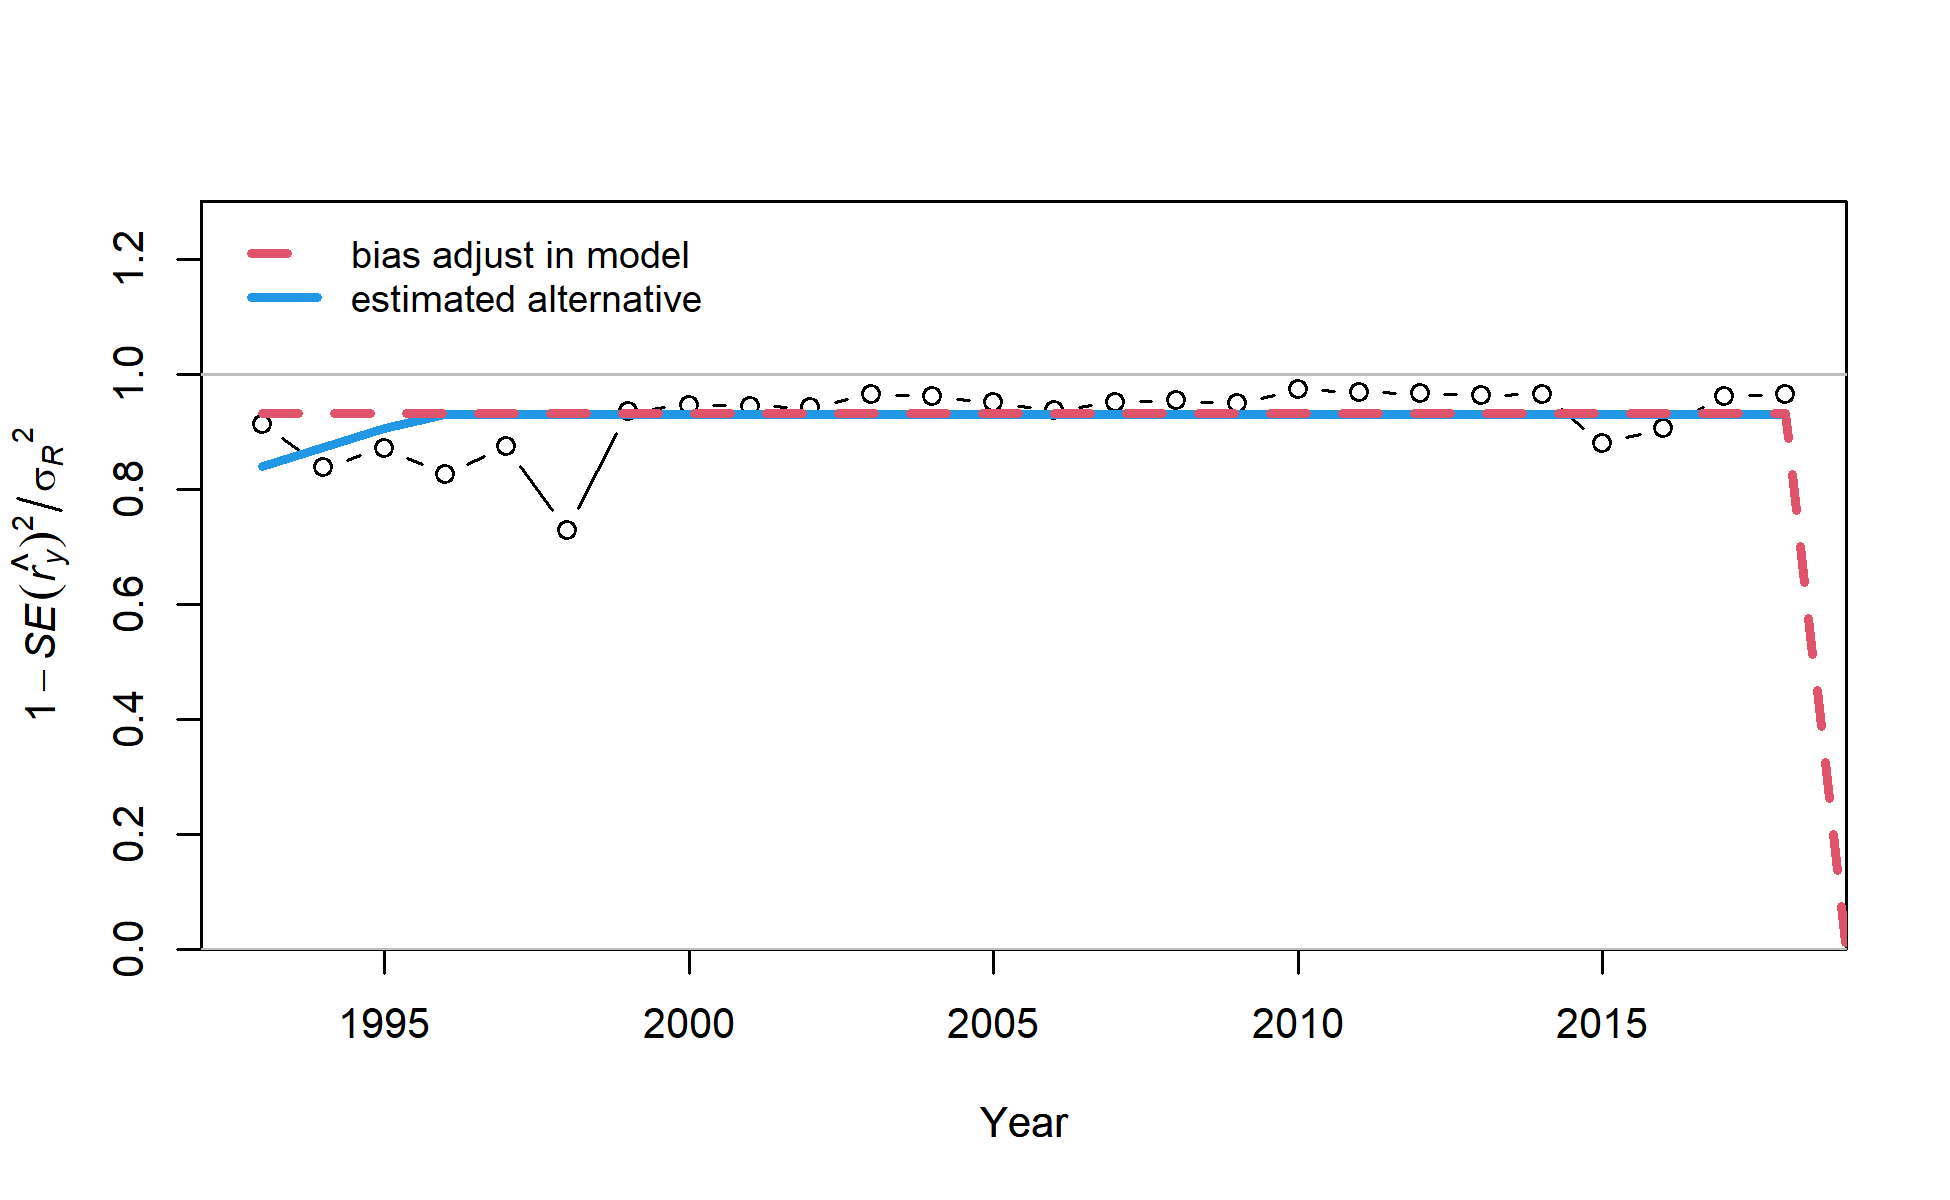 bias adjust in model
estimated alternative
1 − SE(r̂y)²/σR²
1.2
1.0
0.8
0.6
0.4
0.2
0.0
1995 2000 2005 2010 2015
Year